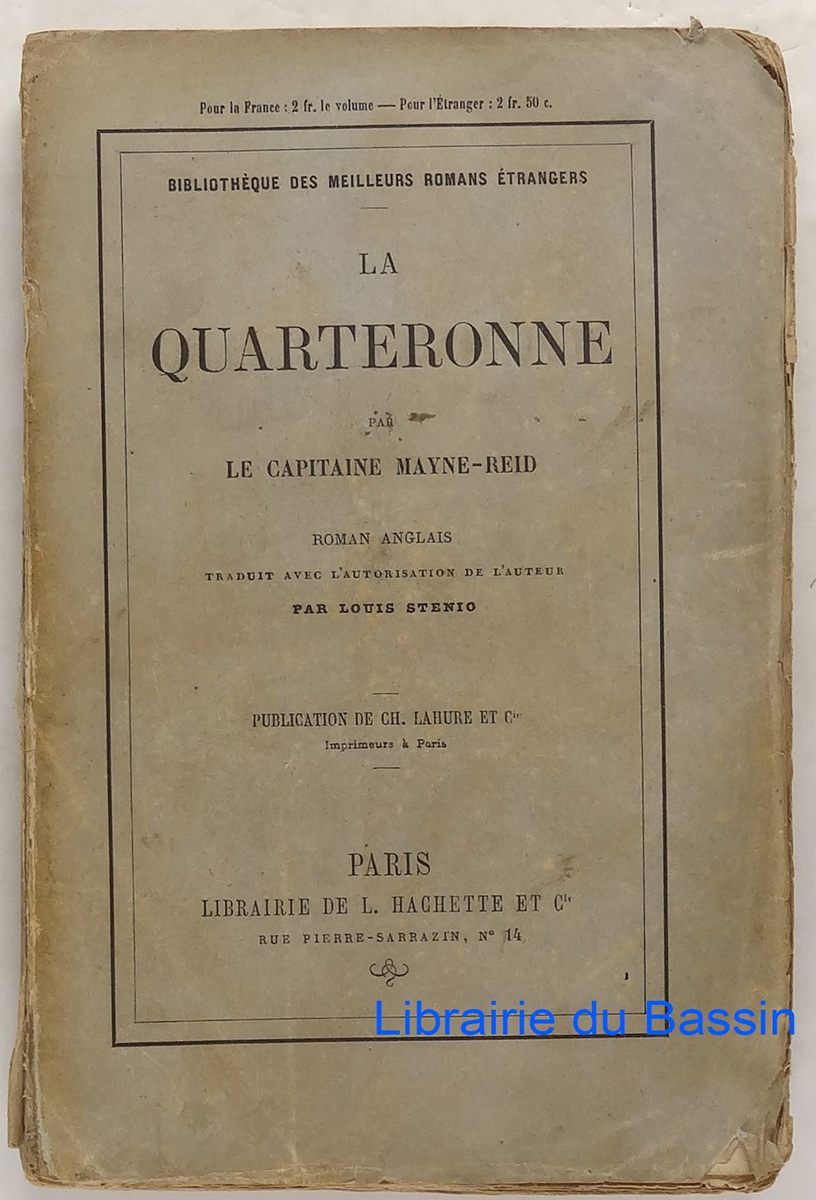 Pour la France : 2 fr. le volume — Pour l'Étranger : 2 fr. 50 c.
BIBLIOTHÈQUE DES MEILLEURS ROMANS ÉTRANGERS
LA
QUARTERONNE
PAR
LE CAPITAINE MAYNE-REID
ROMAN ANGLAIS
TRADUIT AVEC L'AUTORISATION DE L'AUTEUR
PAR LOUIS STENIO
PUBLICATION DE CH. LAHURE ET Cie
Imprimeurs à Paris
PARIS
LIBRAIRIE DE L. HACHETTE ET Cie
RUE PIERRE-SARRAZIN, N° 14
Librairie du Bassin